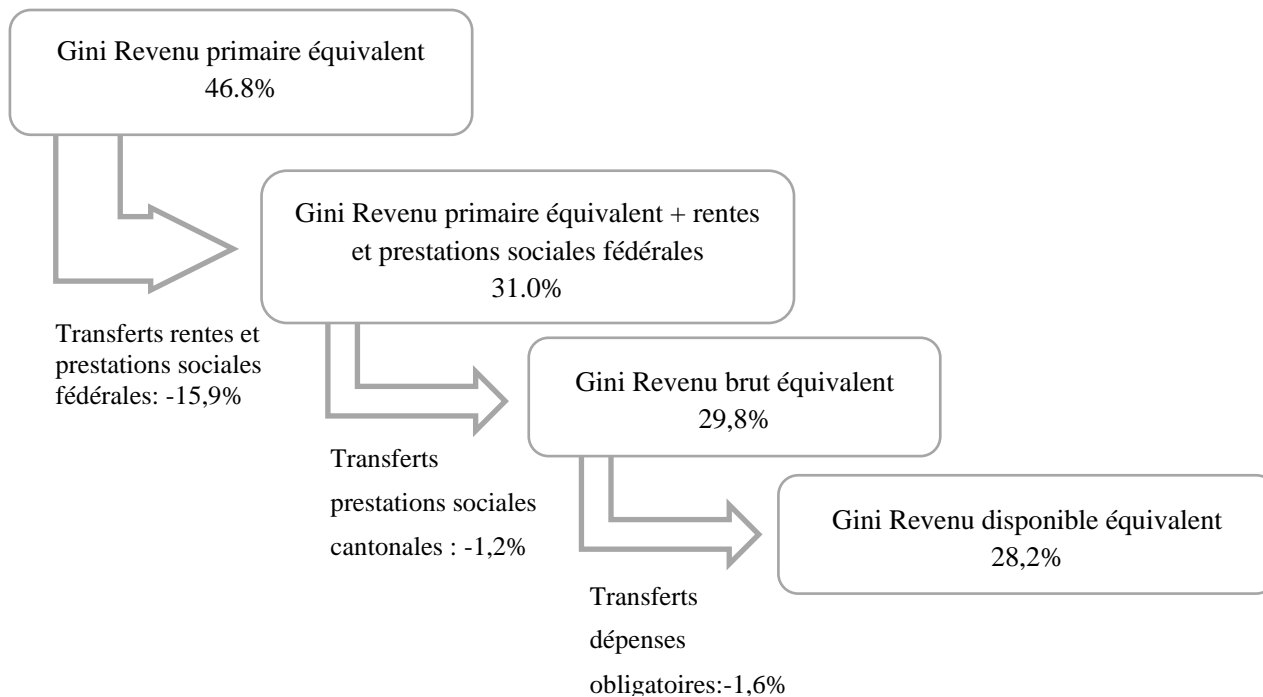 Gini Revenu primaire équivalent
46.8%
Gini Revenu primaire équivalent + rentes
et prestations sociales fédérales
31.0%
Transferts rentes et
prestations sociales
fédérales: -15,9%
Gini Revenu brut équivalent
29,8%
Transferts
prestations sociales
cantonales : -1,2%
Gini Revenu disponible équivalent
28,2%
Transferts
dépenses
obligatoires:-1,6%